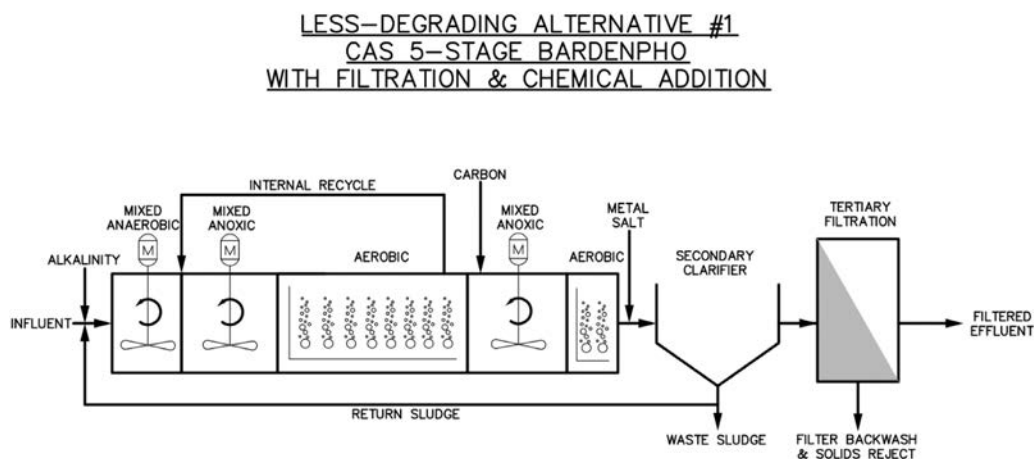 LESS-DEGRADING ALTERNATIVE #1
CAS 5-STAGE BARDENPHO
WITH FILTRATION & CHEMICAL ADDITION
INTERNAL RECYCLE
CARBON
MIXED
ANAEROBIC
MIXED
ANOXIC
MIXED
ANOXIC
METAL
SALT
TERTIARY
FILTRATION
M
M
M
ALKALINITY
AEROBIC
AEROBIC
SECONDARY
CLARIFIER
INFLUENT
FILTERED
EFFLUENT
RETURN SLUDGE
WASTE SLUDGE
FILTER BACKWASH
& SOLIDS REJECT